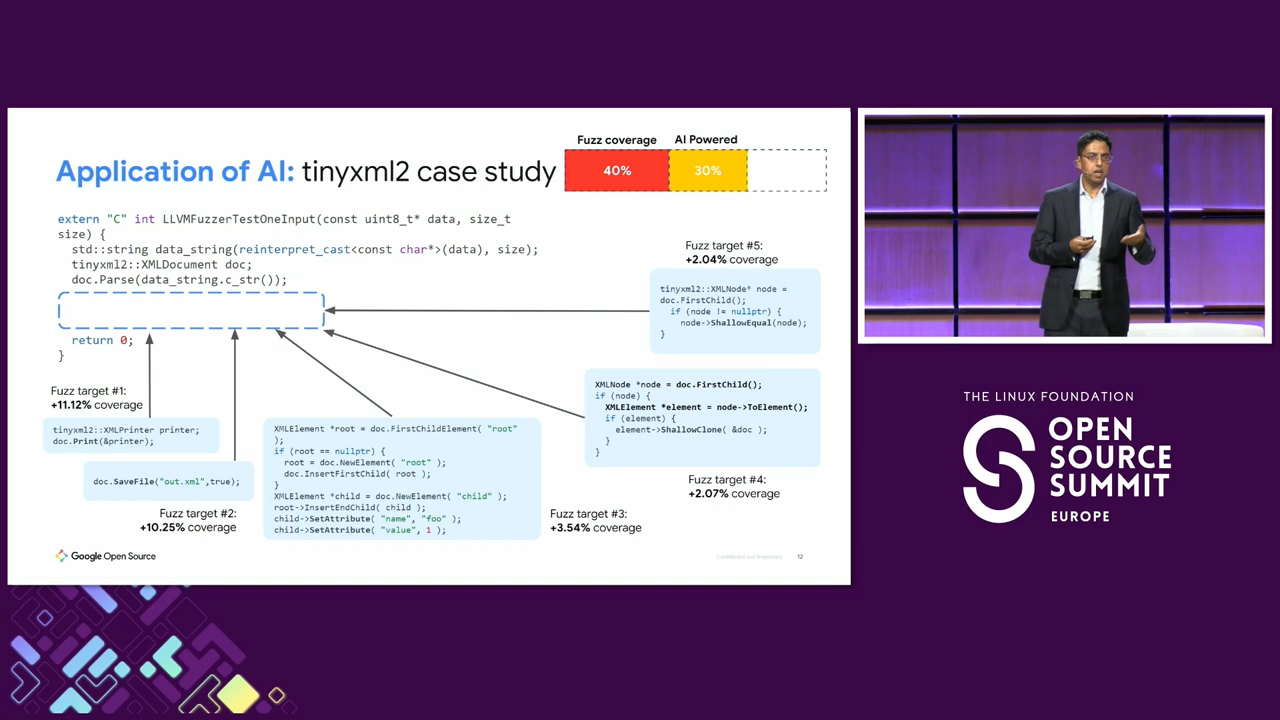 Fuzz coverage AI Powered
40% 30%
Application of AI: tinyxml2 case study
extern "C" int LLVMFuzzerTestOneInput(const uint8_t* data, size_t
size) {
std::string data_string(reinterpret_cast<const char*>(data), size);
tinyxml2::XMLDocument doc;
doc.Parse(data_string.c_str());
return 0;
}
Fuzz target #1:
+11.12% coverage
tinyxml2::XMLPrinter printer;
doc.Print(&printer);
doc.SaveFile("out.xml",true);
Fuzz target #2:
+10.25% coverage
XMLElement *root = doc.FirstChildElement( "root"
);
if (root == nullptr) {
root = doc.NewElement( "root" );
doc.InsertFirstChild( root );
}
XMLElement *child = doc.NewElement( "child" );
root->InsertEndChild( child );
child->SetAttribute( "name", "foo" );
child->SetAttribute( "value", 1 );
Fuzz target #3:
+3.54% coverage
Fuzz target #5:
+2.04% coverage
tinyxml2::XMLNode* node =
doc.FirstChild();
if (node != nullptr) {
node->ShallowEqual(node);
}
XMLNode *node = doc.FirstChild();
if (node) {
XMLElement *element = node->ToElement();
if (element) {
element->ShallowClone( &doc );
}
}
Fuzz target #4:
+2.07% coverage
Google Open Source
Confidential and Proprietary 12
THE LINUX FOUNDATION
OPEN
SOURCE
SUMMIT
EUROPE